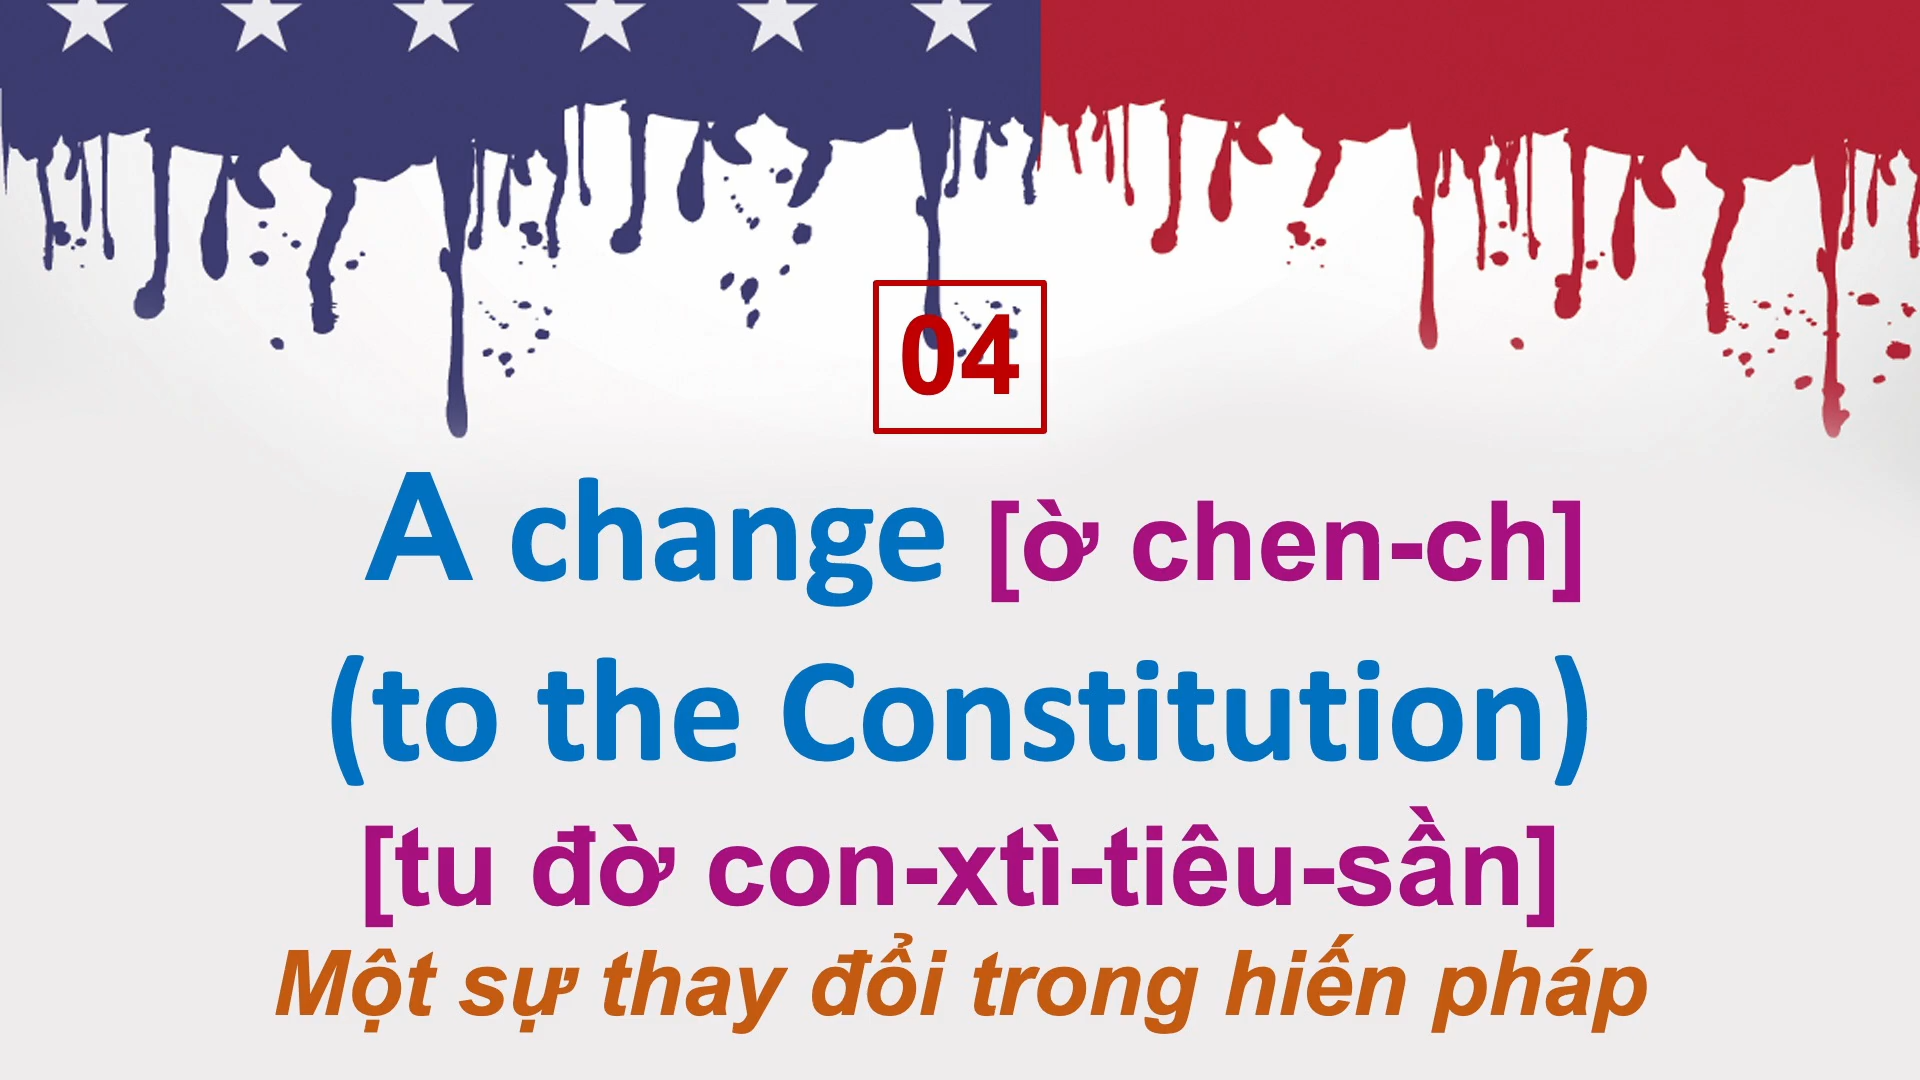 04
A change [ờ chen-ch]
(to the Constitution)
[tu đờ con-xtì-tiêu-sần]
Một sự thay đổi trong hiến pháp